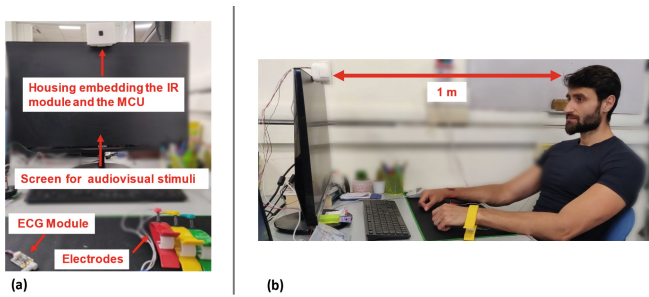 Housing embedding the IR
module and the MCU
Screen for audiovisual stimuli
ECG Module
Electrodes
(a)
1 m
(b)